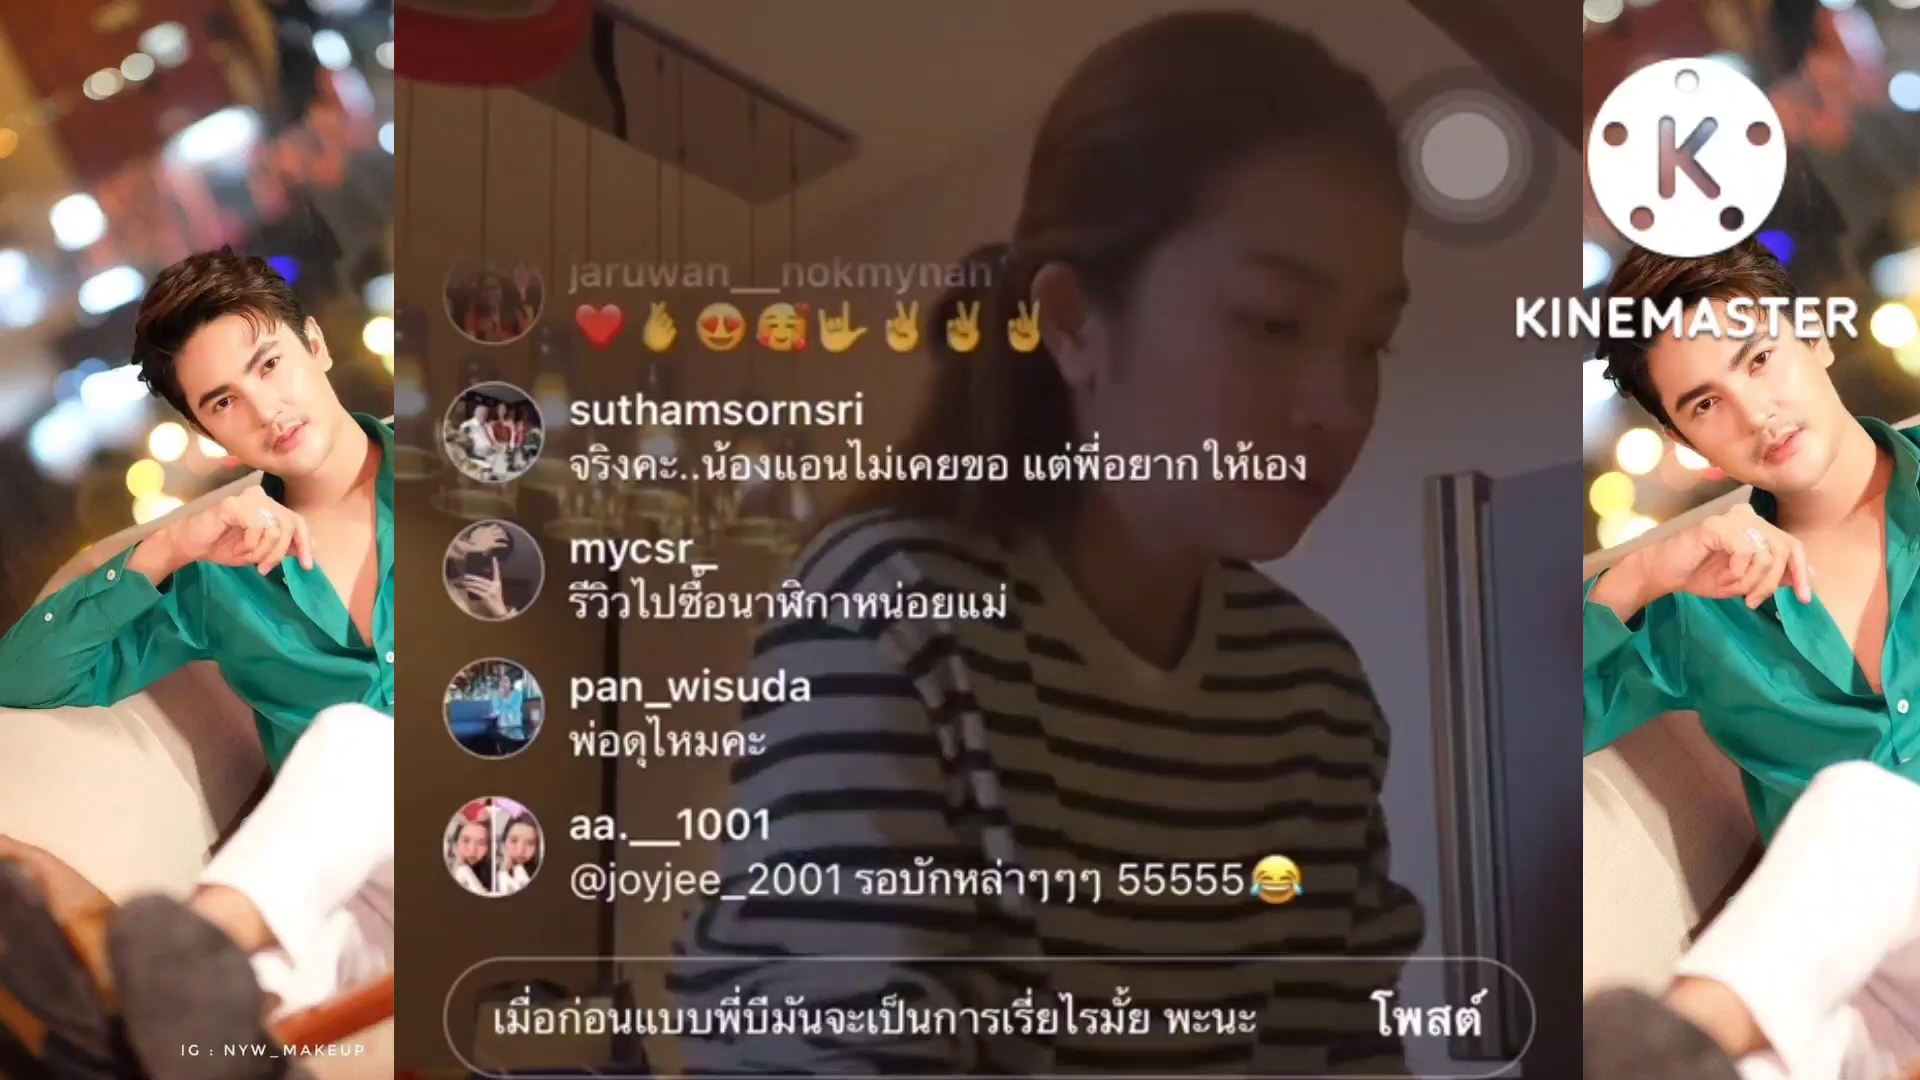 KINEMASTER
jaruwan__nokmynah
❤️🫰😍🥰🤟✌️✌️✌️
suthamsornsri
จริงคะ..น้องแอนไม่เคยขอ แต่พี่อยากให้เอง
mycsr_
รีวิวไปซื้อนาฬิกาหน่อยแม่
pan_wisuda
พ่อดุไหมคะ
aa.__1001
@joyjee_2001 รอบักหล่าๆๆๆ 55555😂
เมื่อก่อนแบบพี่บีมันจะเป็นการเรี่ยไรมั้ย พะนะ
โพสต์
IG : NYW_MAKEUP